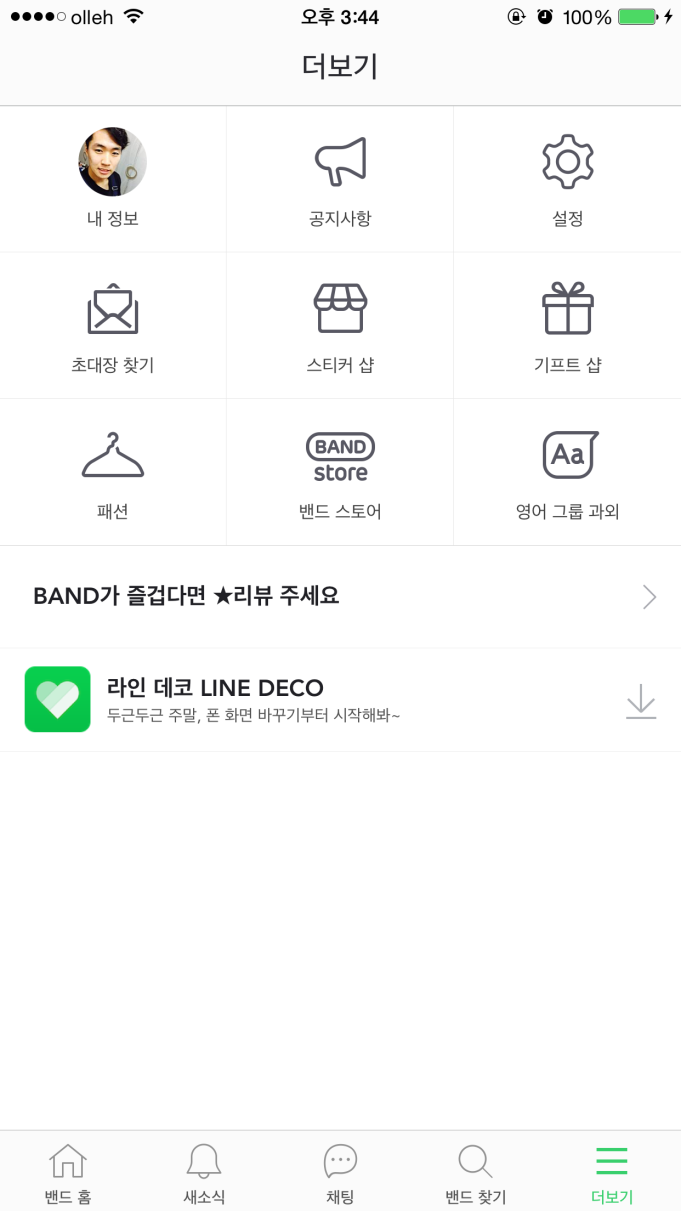 olleh 오후 3:44 100%
더보기
내 정보 공지사항 설정
초대장 찾기 스티커 샵 기프트 샵
BAND store Aa
패션 밴드 스토어 영어 그룹 과외
BAND가 즐겁다면 ★리뷰 주세요
라인 데코 LINE DECO
두근두근 주말, 폰 화면 바꾸기부터 시작해봐~
밴드 홈 새소식 채팅 밴드 찾기 더보기